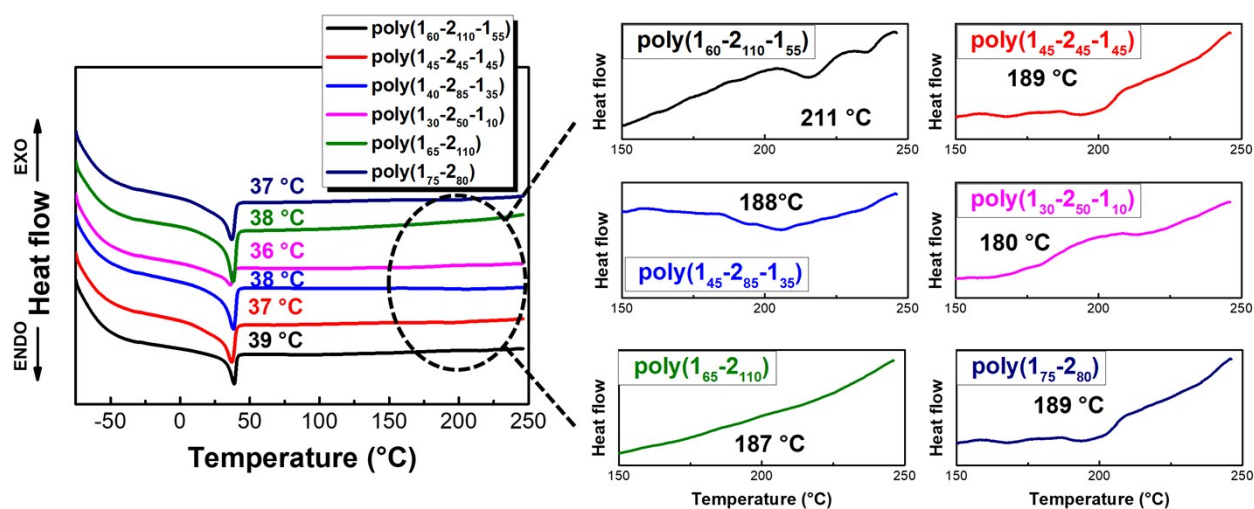 poly(1₆₀-2₁₁₀-1₅₅)
poly(1₄₅-2₄₅-1₄₅)
poly(1₄₀-2₈₅-1₃₅)
poly(1₃₀-2₅₀-1₁₀)
poly(1₆₅-2₁₁₀)
poly(1₇₅-2₈₀)
EXO
Heat flow
ENDO
37 °C
38 °C
36 °C
38 °C
37 °C
39 °C
-50 0 50 100 150 200 250
Temperature (°C)
poly(1₆₀-2₁₁₀-1₅₅)
211 °C
Heat flow
150 200 250
poly(1₄₅-2₄₅-1₄₅)
189 °C
Heat flow
150 200 250
188°C
poly(1₄₅-2₈₅-1₃₅)
Heat flow
150 200 250
poly(1₃₀-2₅₀-1₁₀)
180 °C
Heat flow
150 200 250
poly(1₆₅-2₁₁₀)
187 °C
Heat flow
150 200 250
Temperature (°C)
poly(1₇₅-2₈₀)
189 °C
Heat flow
150 200 250
Temperature (°C)